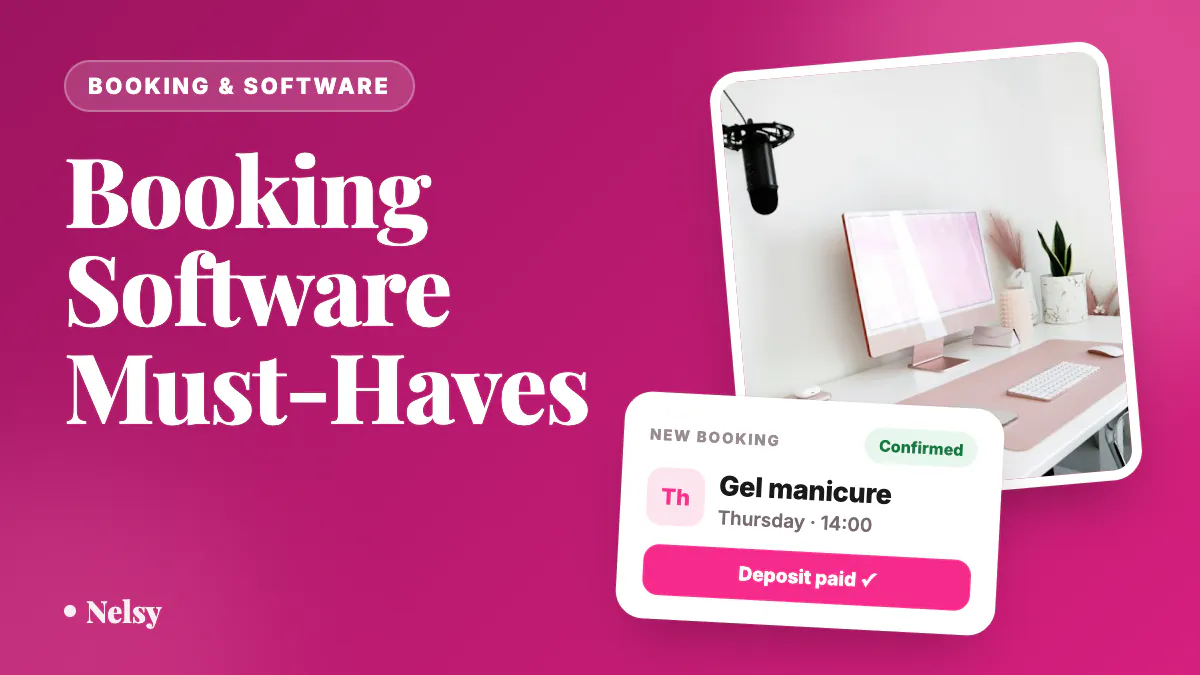 BOOKING & SOFTWARE
Booking
Software
Must-Haves
NEW BOOKING
Confirmed
Th
Gel manicure
Thursday · 14:00
Deposit paid ✓
Nelsy